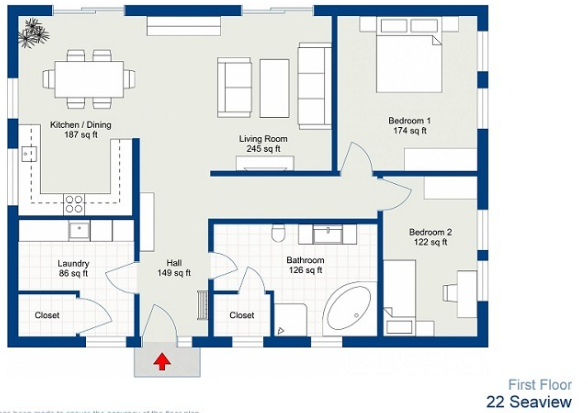 Kitchen / Dining
187 sq ft
Living Room
245 sq ft
Bedroom 1
174 sq ft
Bedroom 2
122 sq ft
Laundry
86 sq ft
Hall
149 sq ft
Bathroom
126 sq ft
Closet
Closet
First Floor
22 Seaview